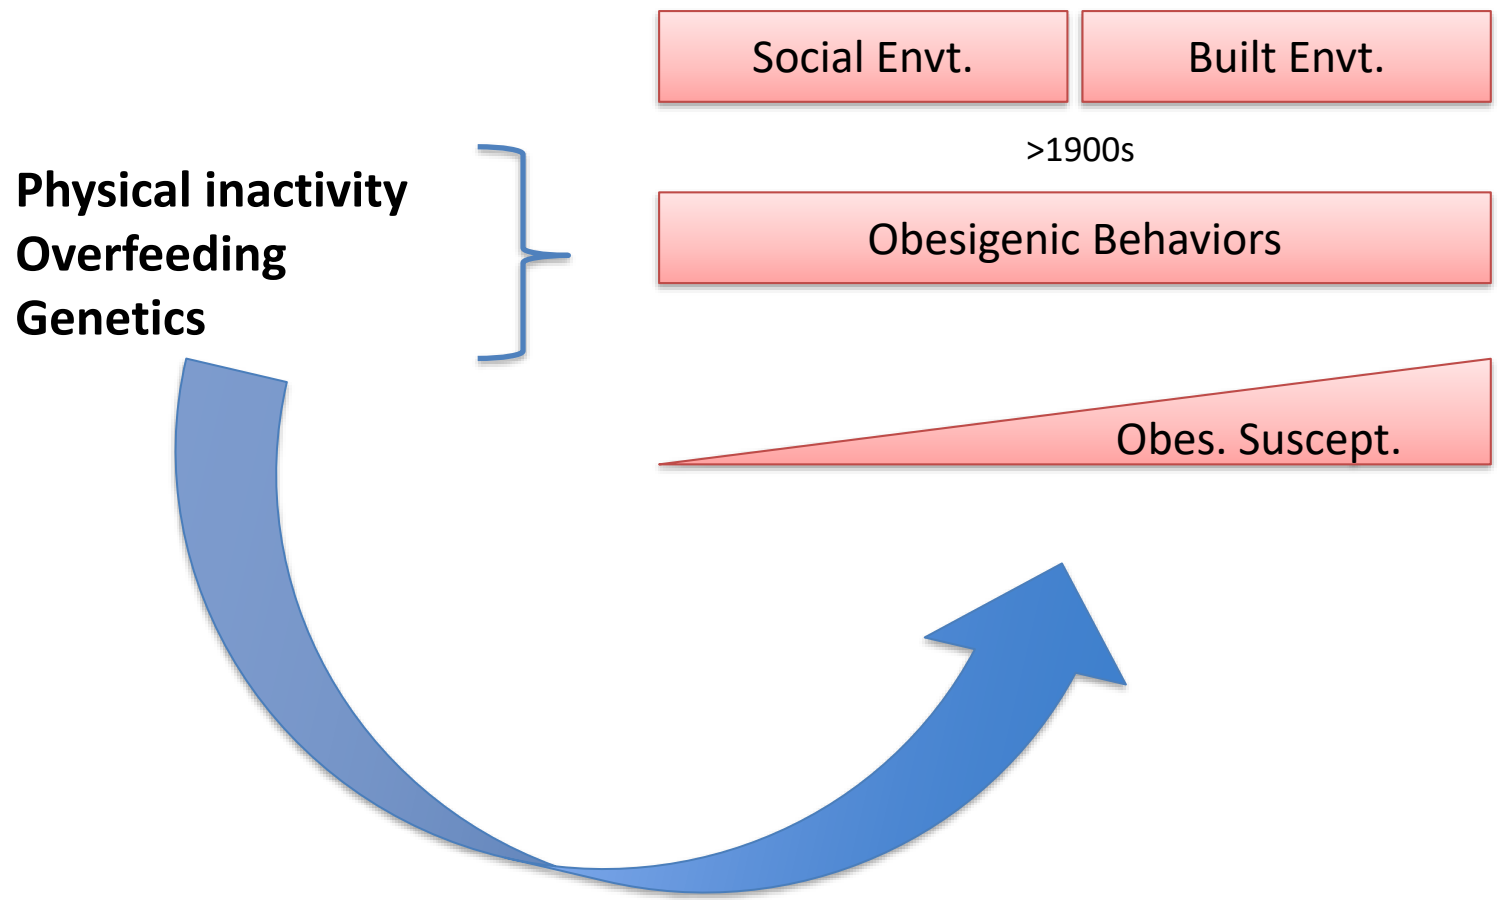 Social Envt.
Built Envt.
>1900s
Physical inactivity
Overfeeding
Genetics
Obesigenic Behaviors
Obes. Suscept.